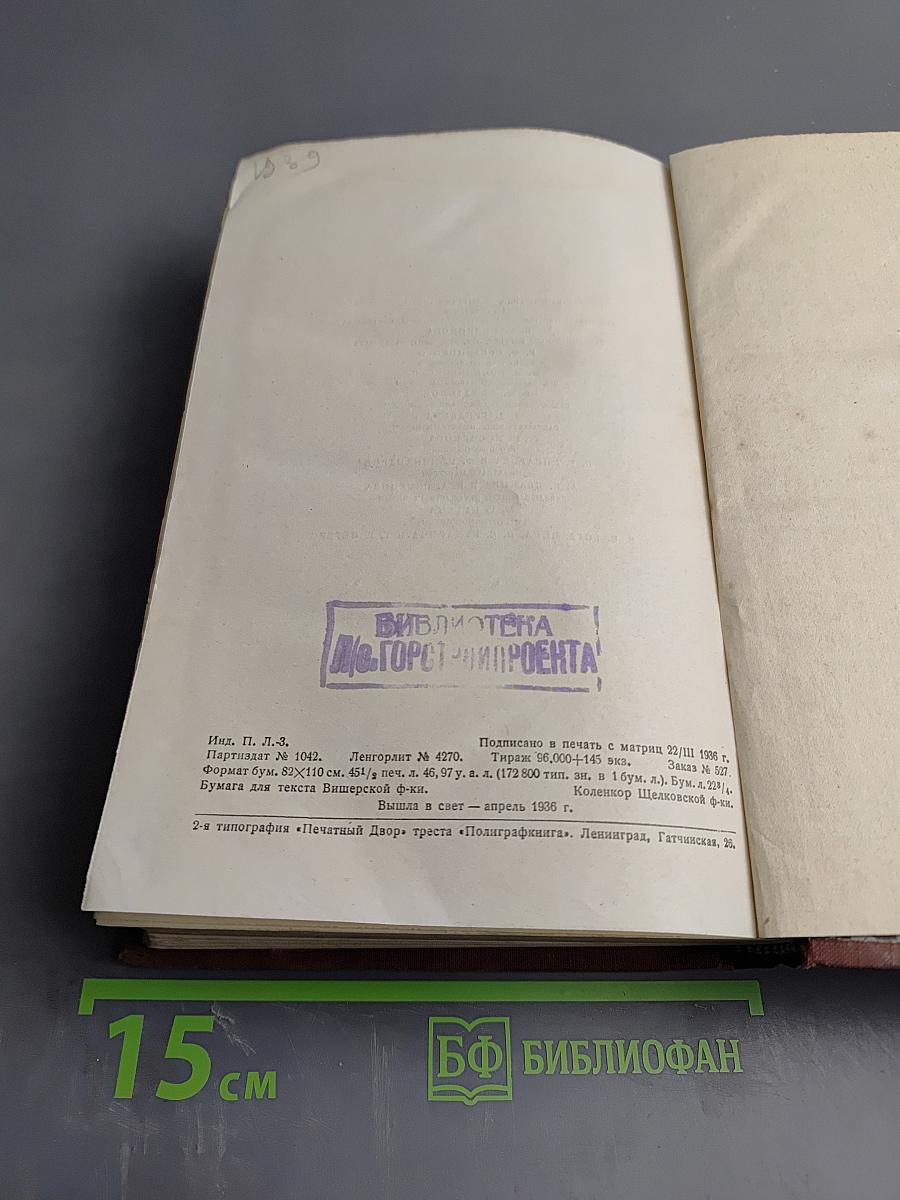 1939
БИБЛИОТЕКА
Инд. П. Л.-3. Подписано в печать с матриц 22/III 1936 г.
Партиздат № 1042. Ленгорлит № 4270. Тираж 96.000+145 экз. Заказ № 527.
Формат бум. 82×110 см. 45¹/₂ печ. л. 46,97 у. а. л. (172 800 тип. зн. в 1 бум. л.). Бум. л. 22³/₄.
Бумага для текста Вишерской ф-ки. Коленкор Щелковской ф-ки.
Вышла в свет — апрель 1936 г.
2-я типография «Печатный Двор» треста «Полиграфкнига». Ленинград, Гатчинская, 26.
15 см
БФ БИБЛИОФАН